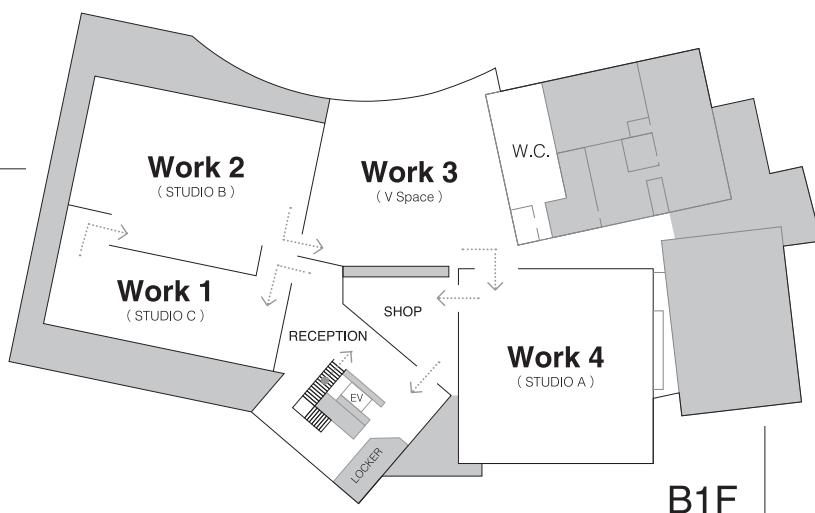 Work 2
( STUDIO B )
Work 3
( V Space )
W.C.
Work 1
( STUDIO C )
SHOP
RECEPTION
Work 4
( STUDIO A )
EV
LOCKER
B1F